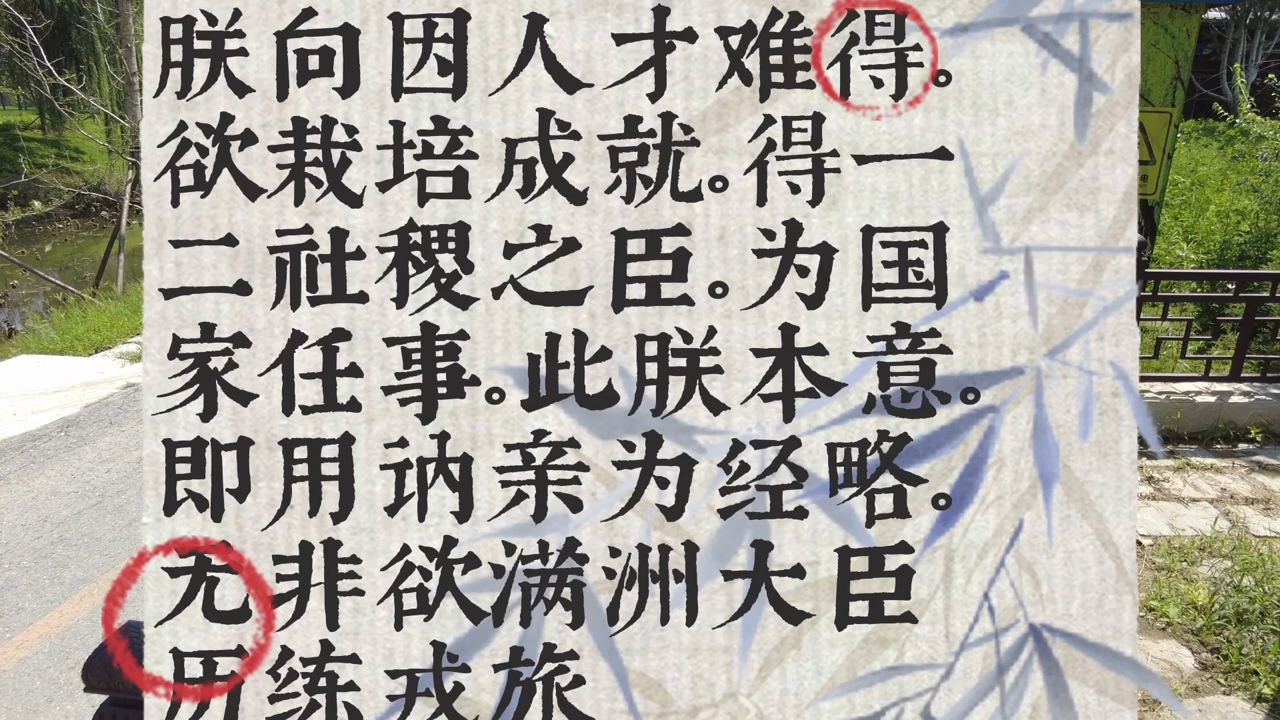 朕向因人才难得。
欲栽培成就。得一
二社稷之臣。为国
家任事。此朕本意。
即用讷亲为经略。
无非欲满洲大臣
历练戎旅